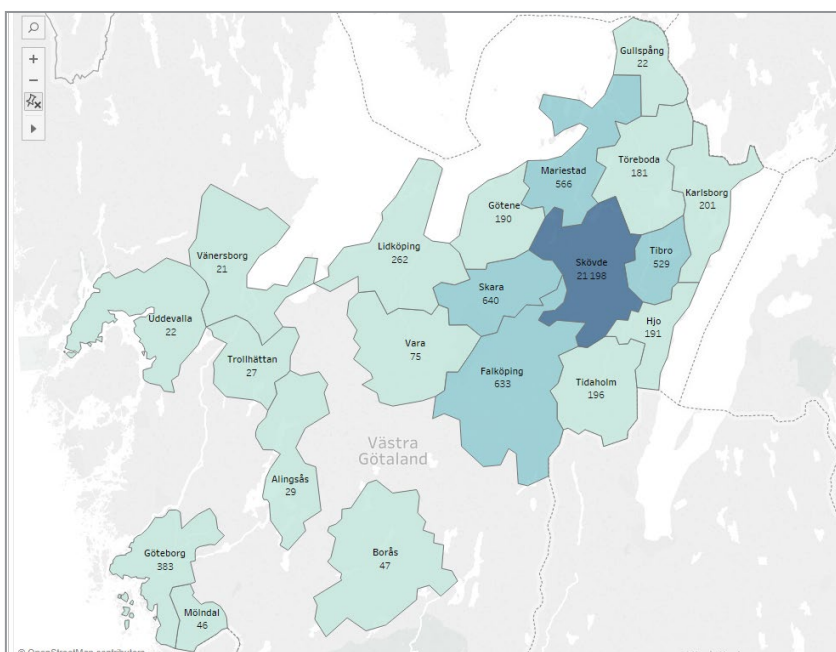 Gullspång
22
Mariestad
566
Töreboda
181
Karlsborg
201
Götene
190
Lidköping
262
Vänersborg
21
Skövde
21 198
Tibro
529
Skara
640
Uddevalla
22
Hjo
191
Trollhättan
27
Vara
75
Falköping
633
Tidaholm
196
Västra
Götaland
Alingsås
29
Göteborg
383
Borås
47
Mölndal
46
© OpenStreetMap contributors